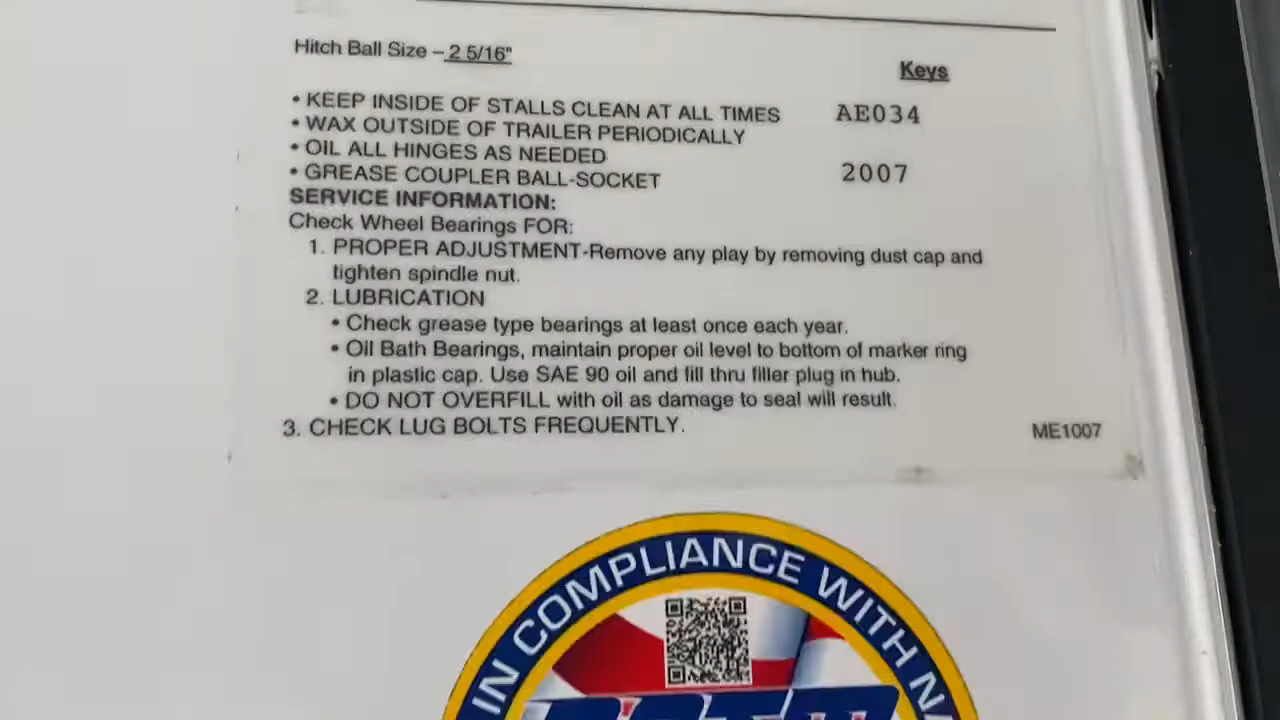 Hitch Ball Size – 2 5/16"
Keys
• KEEP INSIDE OF STALLS CLEAN AT ALL TIMES
AE034
• WAX OUTSIDE OF TRAILER PERIODICALLY
• OIL ALL HINGES AS NEEDED
• GREASE COUPLER BALL-SOCKET
2007
SERVICE INFORMATION:
Check Wheel Bearings FOR:
1. PROPER ADJUSTMENT-Remove any play by removing dust cap and
tighten spindle nut.
2. LUBRICATION
• Check grease type bearings at least once each year.
• Oil Bath Bearings, maintain proper oil level to bottom of marker ring
in plastic cap. Use SAE 90 oil and fill thru filler plug in hub.
• DO NOT OVERFILL with oil as damage to seal will result.
3. CHECK LUG BOLTS FREQUENTLY.
ME1007
IN COMPLIANCE WITH NA